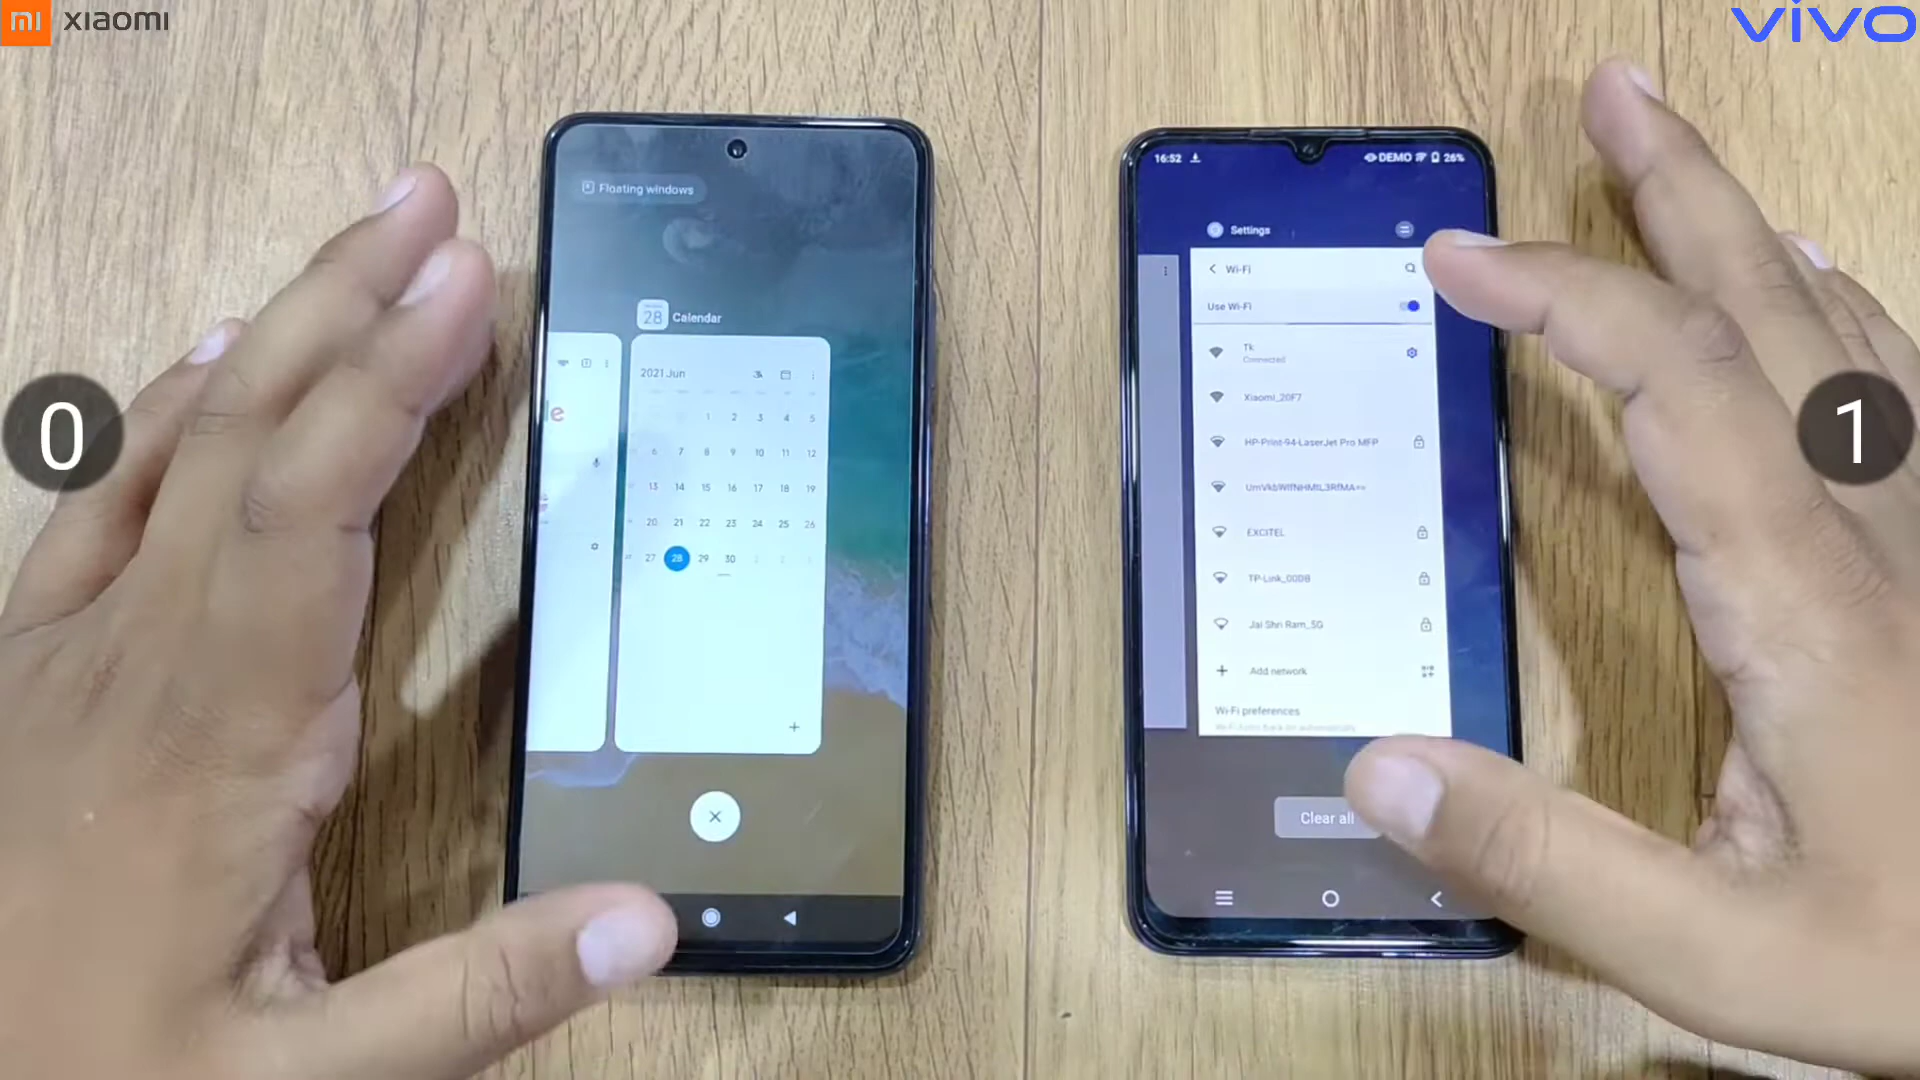 mi xiaomi
vivo
0
1
Floating windows
28 Calendar
2021 Jun
1 2 3 4 5
6 7 8 9 10 11 12
13 14 15 16 17 18 19
20 21 22 23 24 25 26
27 28 29 30
16:52
DEMO 26%
Settings
Wi-Fi
Use Wi-Fi
Tk
Connected
Xiaomi_20F7
HP-Print-94-LaserJet Pro MFP
EXCITEL
TP-Link_00DB
Jai Shri Ram_5G
Add network
Wi-Fi preferences
Clear all